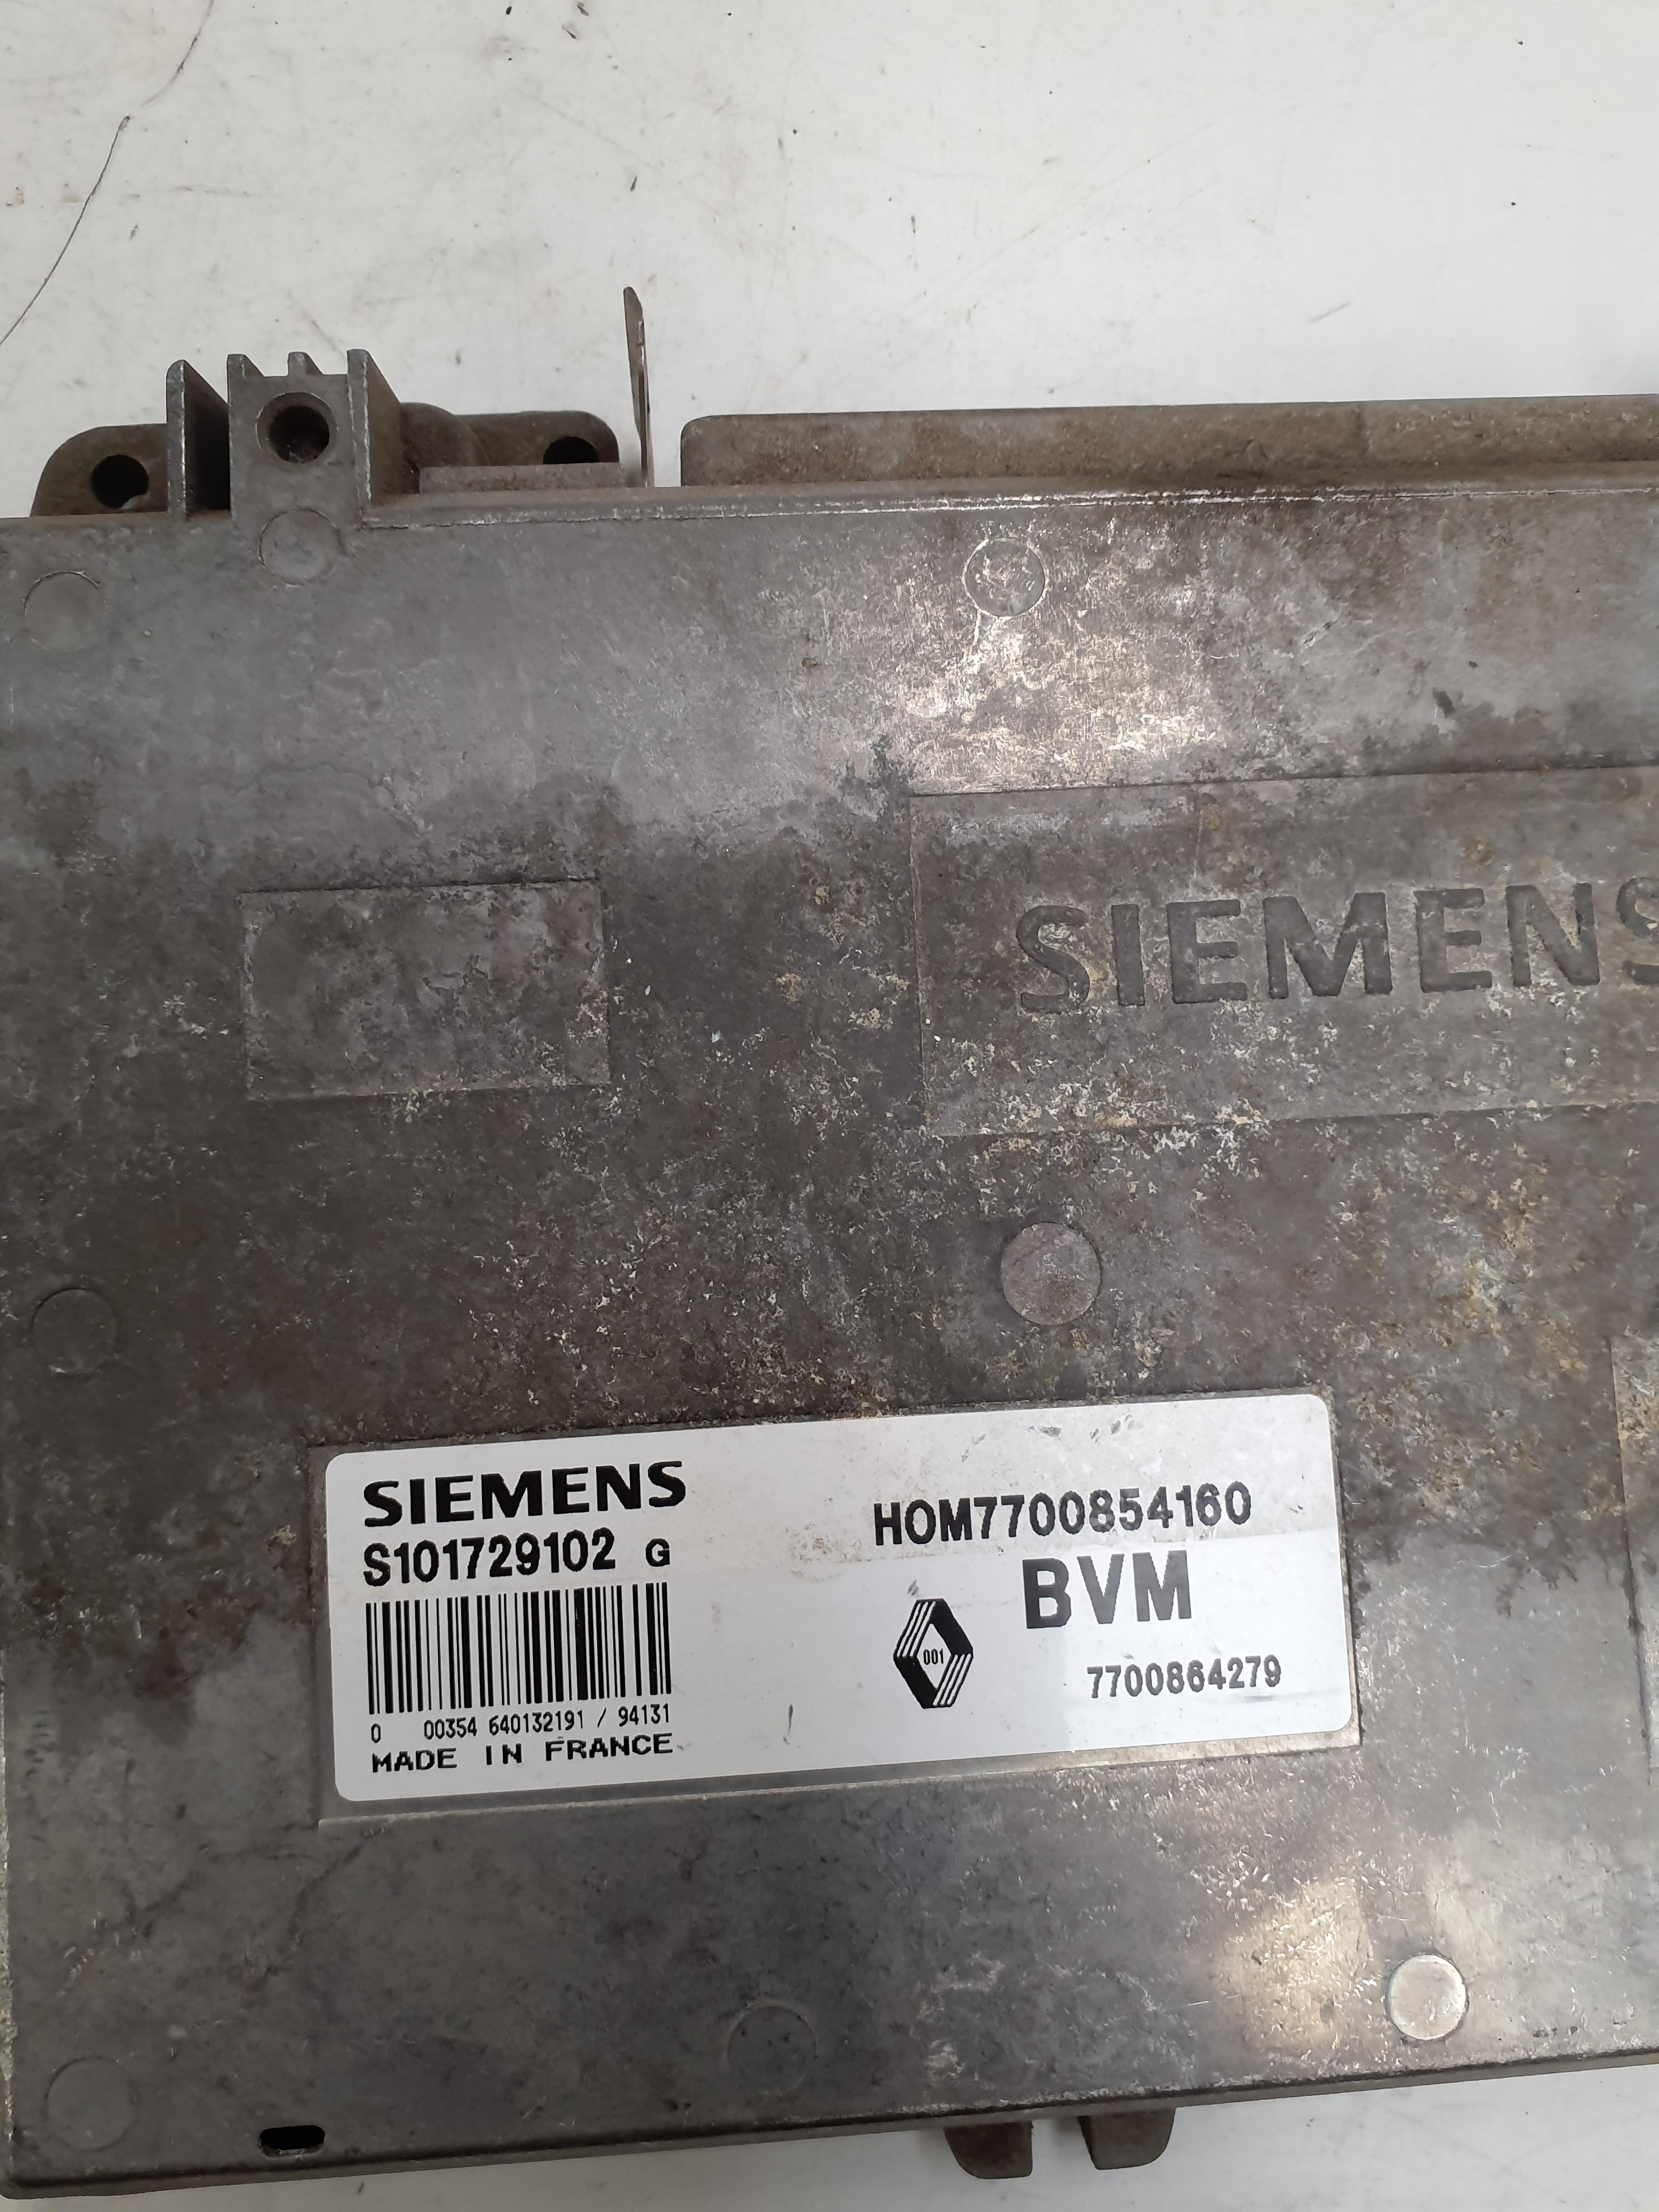 SIEMENS
SIEMENS
S101729102 G
0 00354 640132191 / 94131
MADE IN FRANCE
HOM7700854160
BVM
001
7700864279